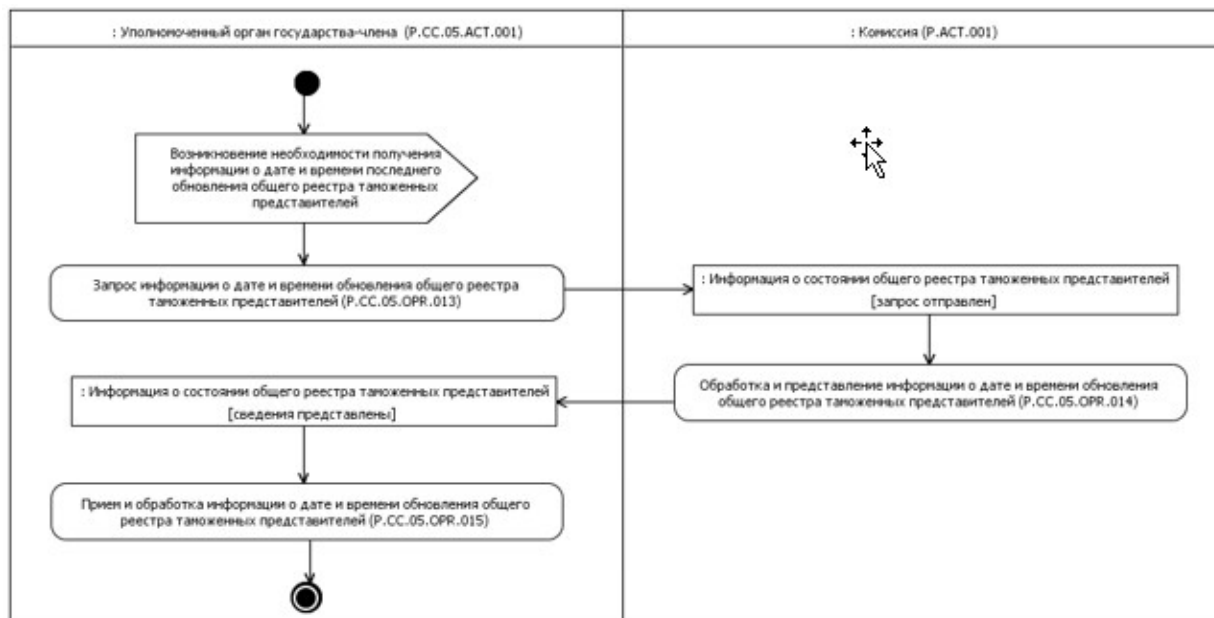 : Уполномоченный орган государства-члена (P.CC.05.ACT.001)
: Комиссия (P.ACT.001)
Возникновение необходимости получения
информации о дате и времени последнего
обновления общего реестра таможенных
представителей
Запрос информации о дате и времени обновления общего реестра
таможенных представителей (P.CC.05.OPR.013)
: Информация о состоянии общего реестра таможенных представителей
[запрос отправлен]
Обработка и представление информации о дате и времени обновления
общего реестра таможенных представителей (P.CC.05.OPR.014)
: Информация о состоянии общего реестра таможенных представителей
[сведения представлены]
Прием и обработка информации о дате и времени обновления общего
реестра таможенных представителей (P.CC.05.OPR.015)